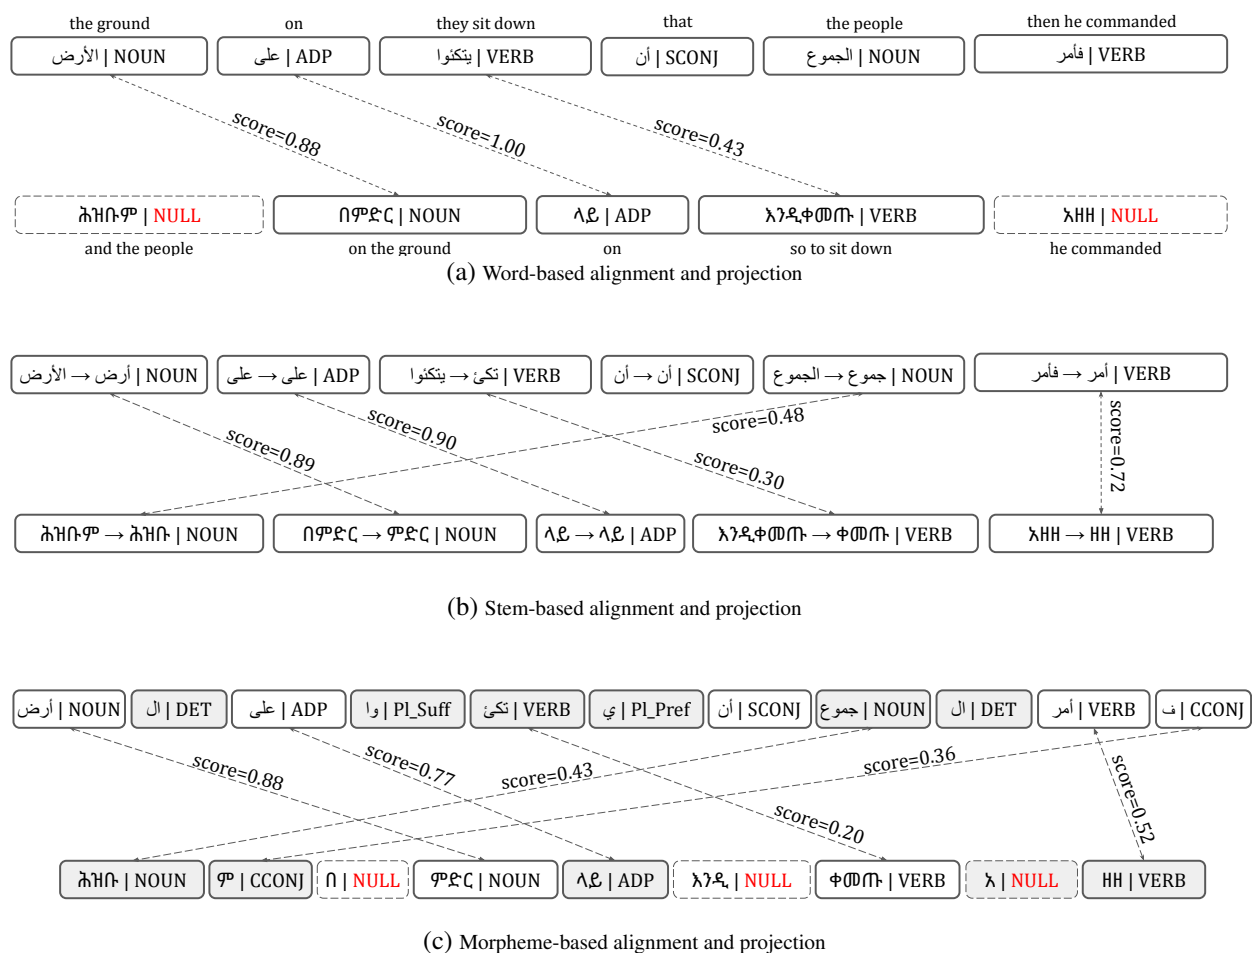 the ground on they sit down that the people then he commanded
الأرض | NOUN على | ADP يتكئوا | VERB أن | SCONJ الجموع | NOUN فأمر | VERB
score=0.88 score=1.00 score=0.43
ሕዝቡም | NULL በምድር | NOUN ላይ | ADP እንዲቀመጡ | VERB አዘዘ | NULL
and the people on the ground on so to sit down he commanded
(a) Word-based alignment and projection
الأرض → أرض | NOUN على → على | ADP يتكئوا → تكئ | VERB أن → أن | SCONJ الجموع → جموع | NOUN فأمر → أمر | VERB
score=0.89 score=0.90 score=0.30 score=0.48 score=0.72
ሕዝቡም → ሕዝቡ | NOUN በምድር → ምድር | NOUN ላይ → ላይ | ADP እንዲቀመጡ → ቀመጡ | VERB አዘዘ → ዘዘ | VERB
(b) Stem-based alignment and projection
أرض | NOUN ال | DET على | ADP وا | Pl_Suff تكئ | VERB ي | Pl_Pref أن | SCONJ جموع | NOUN ال | DET أمر | VERB ف | CCONJ
score=0.88 score=0.77 score=0.43 score=0.20 score=0.36 score=0.52
ሕዝቡ | NOUN ም | CCONJ በ | NULL ምድር | NOUN ላይ | ADP እንዲ | NULL ቀመጡ | VERB አ | NULL ዘዘ | VERB
(c) Morpheme-based alignment and projection